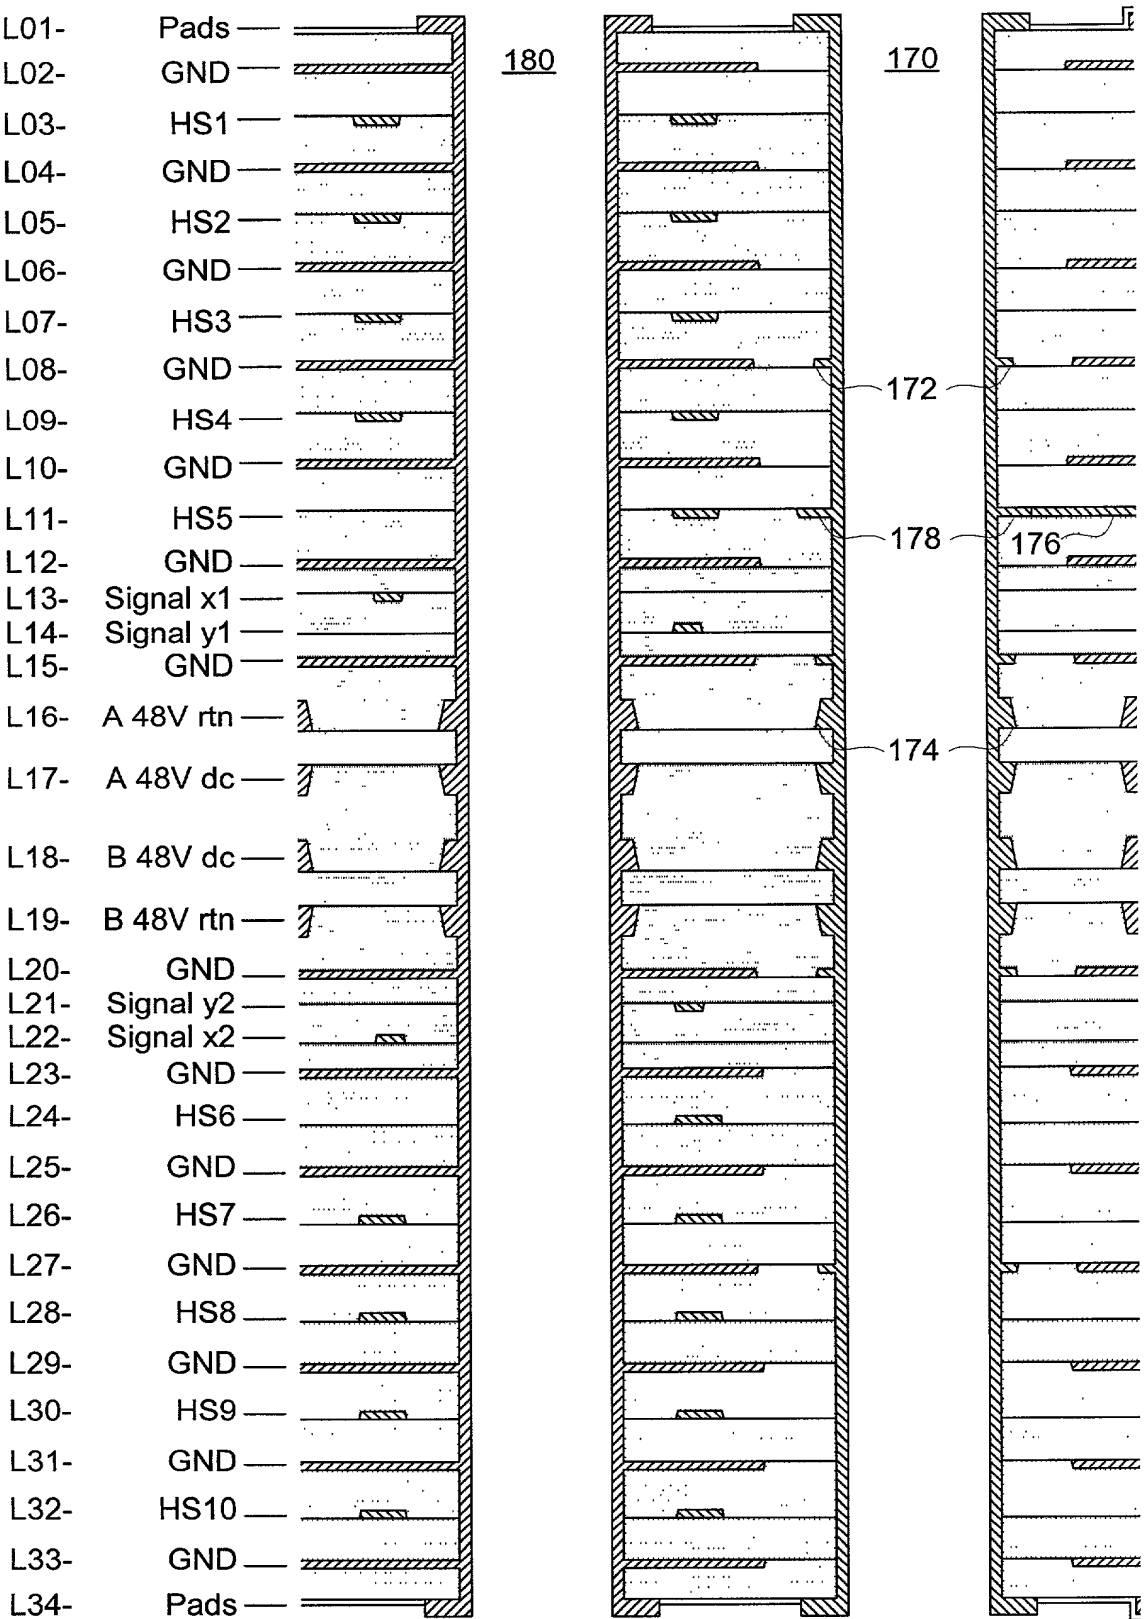 L01- Pads
180
170
L02- GND
L03- HS1
L04- GND
L05- HS2
L06- GND
L07- HS3
L08- GND
172
L09- HS4
L10- GND
L11- HS5
178
176
L12- GND
L13- Signal x1
L14- Signal y1
L15- GND
L16- A 48V rtn
174
L17- A 48V dc
L18- B 48V dc
L19- B 48V rtn
L20- GND
L21- Signal y2
L22- Signal x2
L23- GND
L24- HS6
L25- GND
L26- HS7
L27- GND
L28- HS8
L29- GND
L30- HS9
L31- GND
L32- HS10
L33- GND
L34- Pads